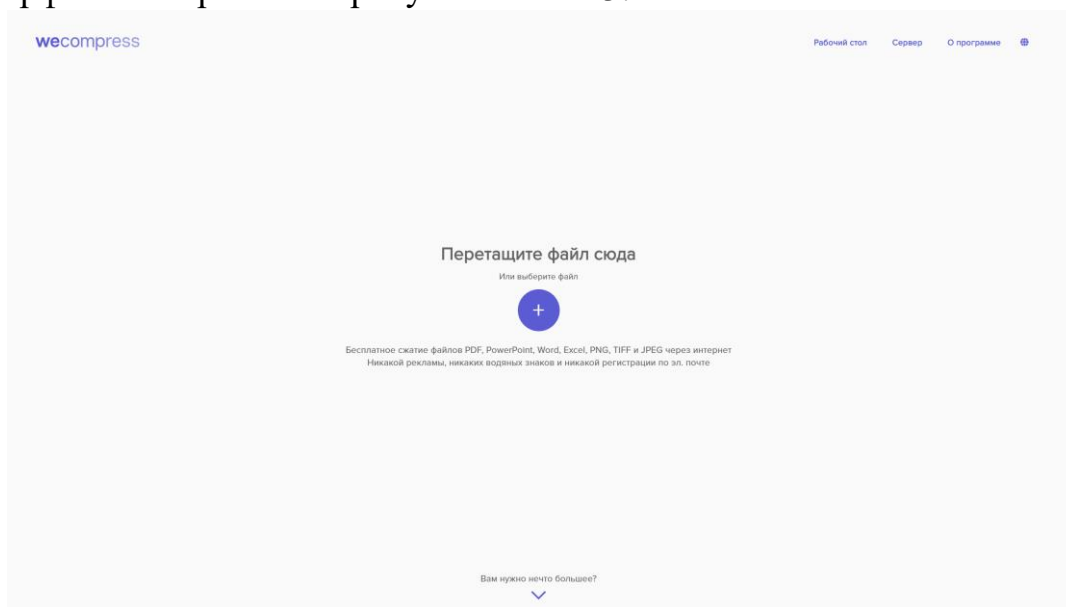 wecompress
Рабочий стол Сервер О программе
Перетащите файл сюда
Или выберите файл
+
Бесплатное сжатие файлов PDF, PowerPoint, Word, Excel, PNG, TIFF и JPEG через интернет
Никакой рекламы, никаких водяных знаков и никакой регистрации по эл. почте
Вам нужно нечто большее?